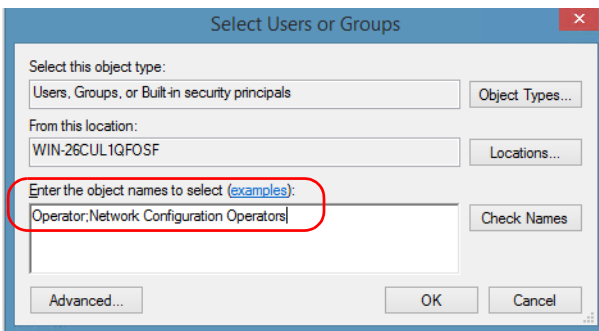 Select Users or Groups
Select this object type:
Users, Groups, or Built-in security principals
Object Types...
From this location:
WIN-26CUL1QFOSF
Locations...
Enter the object names to select (examples):
Operator;Network Configuration Operators
Check Names
Advanced...
OK
Cancel